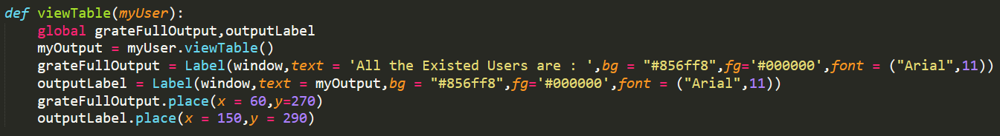 def viewTable(myUser):
    global grateFullOutput,outputLabel
    myOutput = myUser.viewTable()
    grateFullOutput = Label(window,text = 'All the Existed Users are : ',bg = "#856ff8",fg='#000000',font = ("Arial",11))
    outputLabel = Label(window,text = myOutput,bg = "#856ff8",fg='#000000',font = ("Arial",11))
    grateFullOutput.place(x = 60,y=270)
    outputLabel.place(x = 150,y = 290)